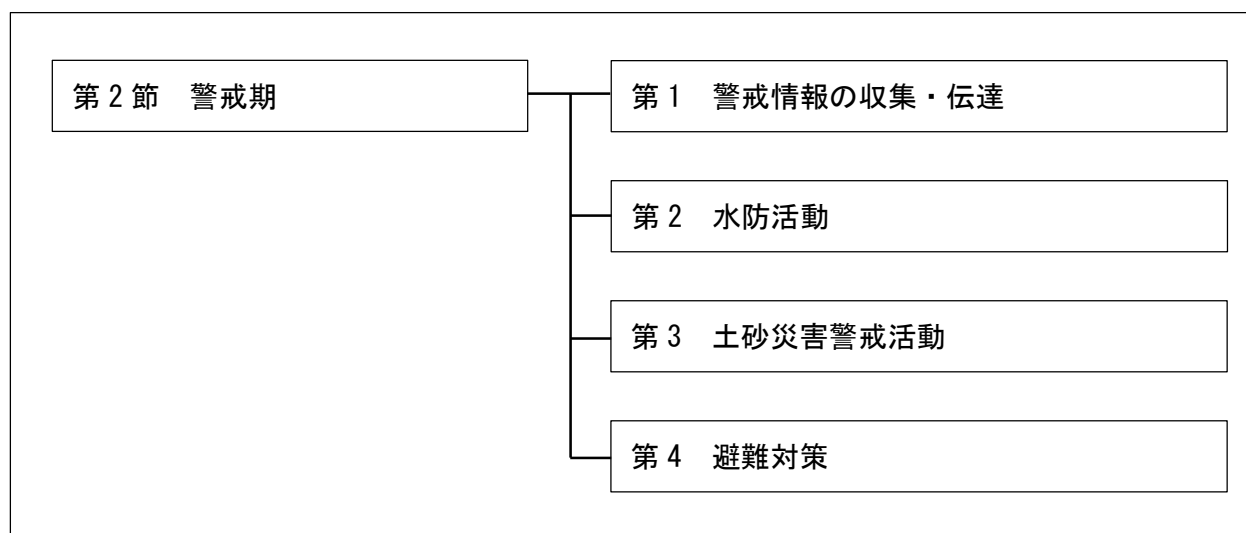 第2節　警戒期
第1　警戒情報の収集・伝達
第2　水防活動
第3　土砂災害警戒活動
第4　避難対策